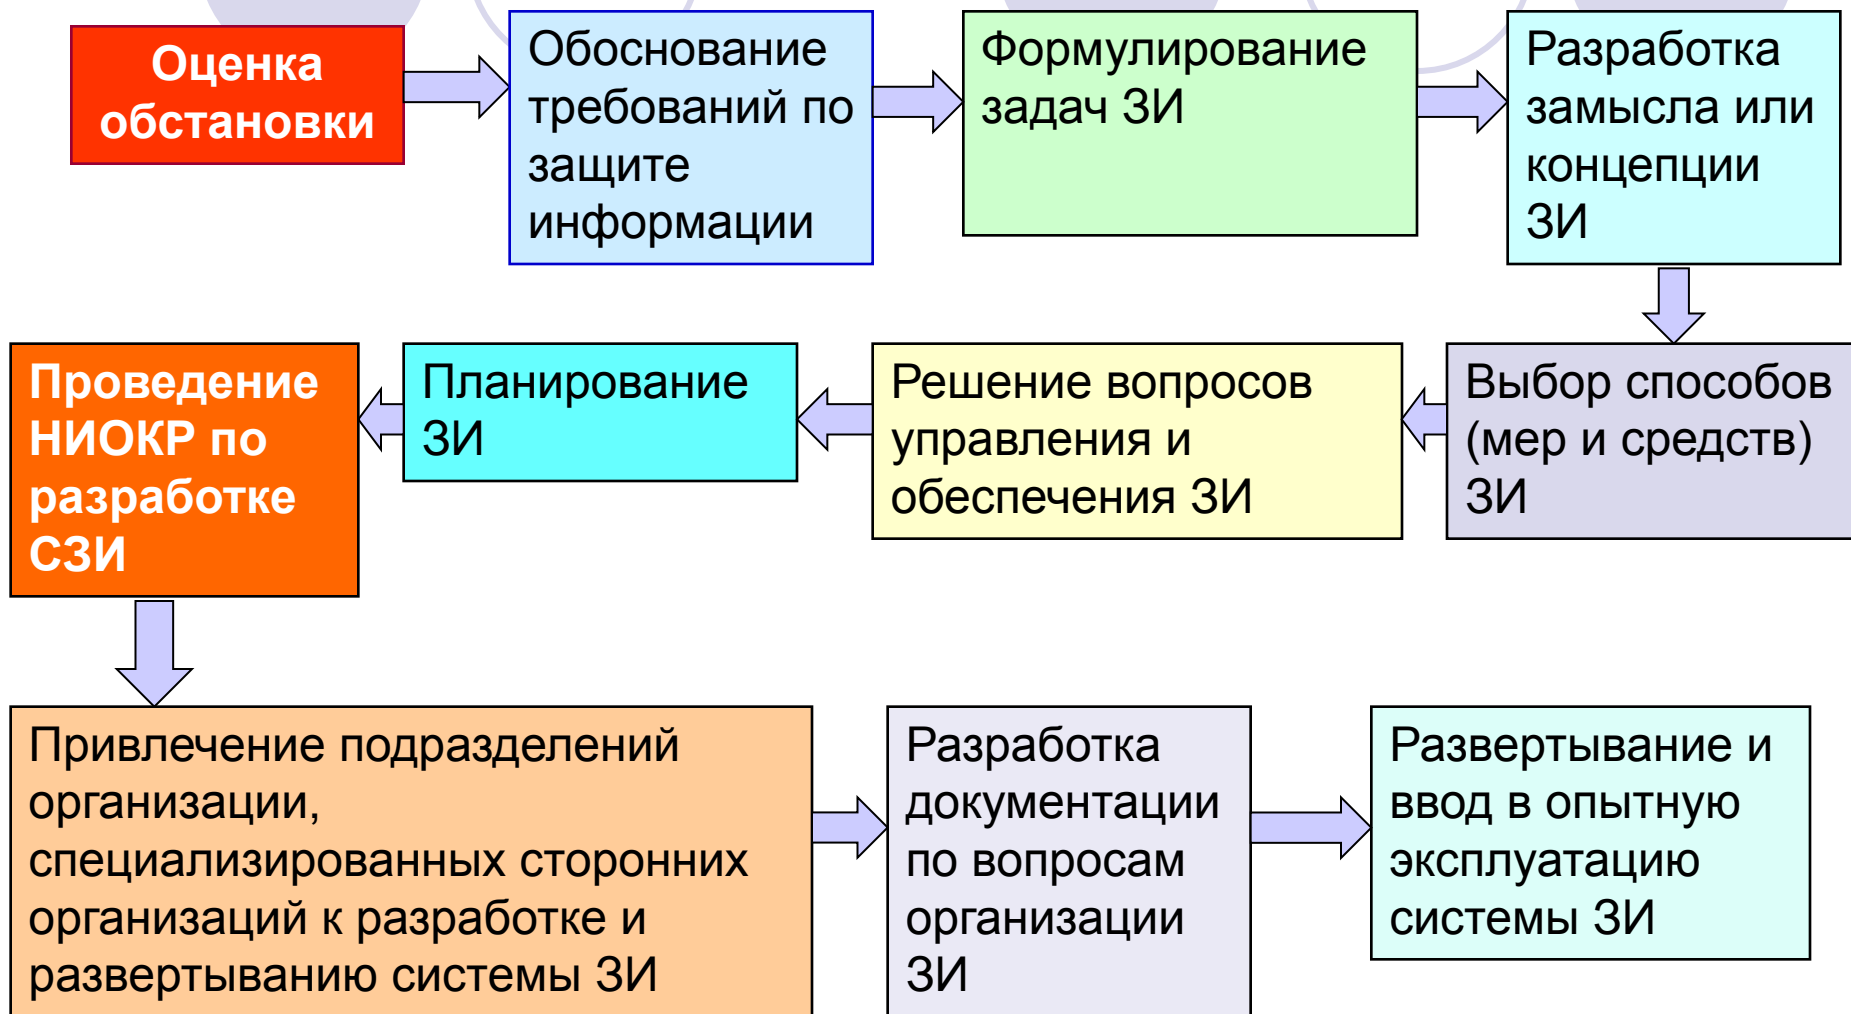 Оценка
обстановки
Обоснование
требований по
защите
информации
Формулирование
задач ЗИ
Разработка
замысла или
концепции
ЗИ
Выбор способов
(мер и средств)
ЗИ
Решение вопросов
управления и
обеспечения ЗИ
Планирование
ЗИ
Проведение
НИОКР по
разработке
СЗИ
Привлечение подразделений
организации,
специализированных сторонних
организаций к разработке и
развертыванию системы ЗИ
Разработка
документации
по вопросам
организации
ЗИ
Развертывание и
ввод в опытную
эксплуатацию
системы ЗИ